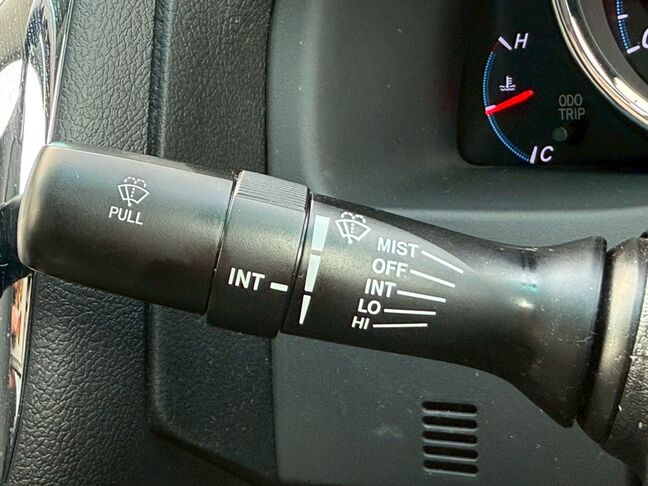 H
ODO
TRIP
C
PULL
INT
MIST
OFF
INT
LO
HI